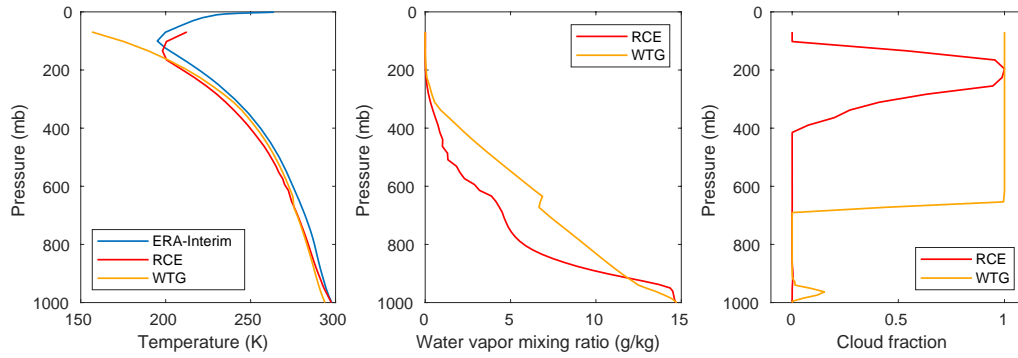 0
200
400
600
800
1000
Pressure (mb)
150
200
250
300
Temperature (K)
ERA-Interim
RCE
WTG
0
200
400
600
800
1000
Pressure (mb)
0
5
10
15
Water vapor mixing ratio (g/kg)
RCE
WTG
0
200
400
600
800
1000
Pressure (mb)
0
0.5
1
Cloud fraction
RCE
WTG